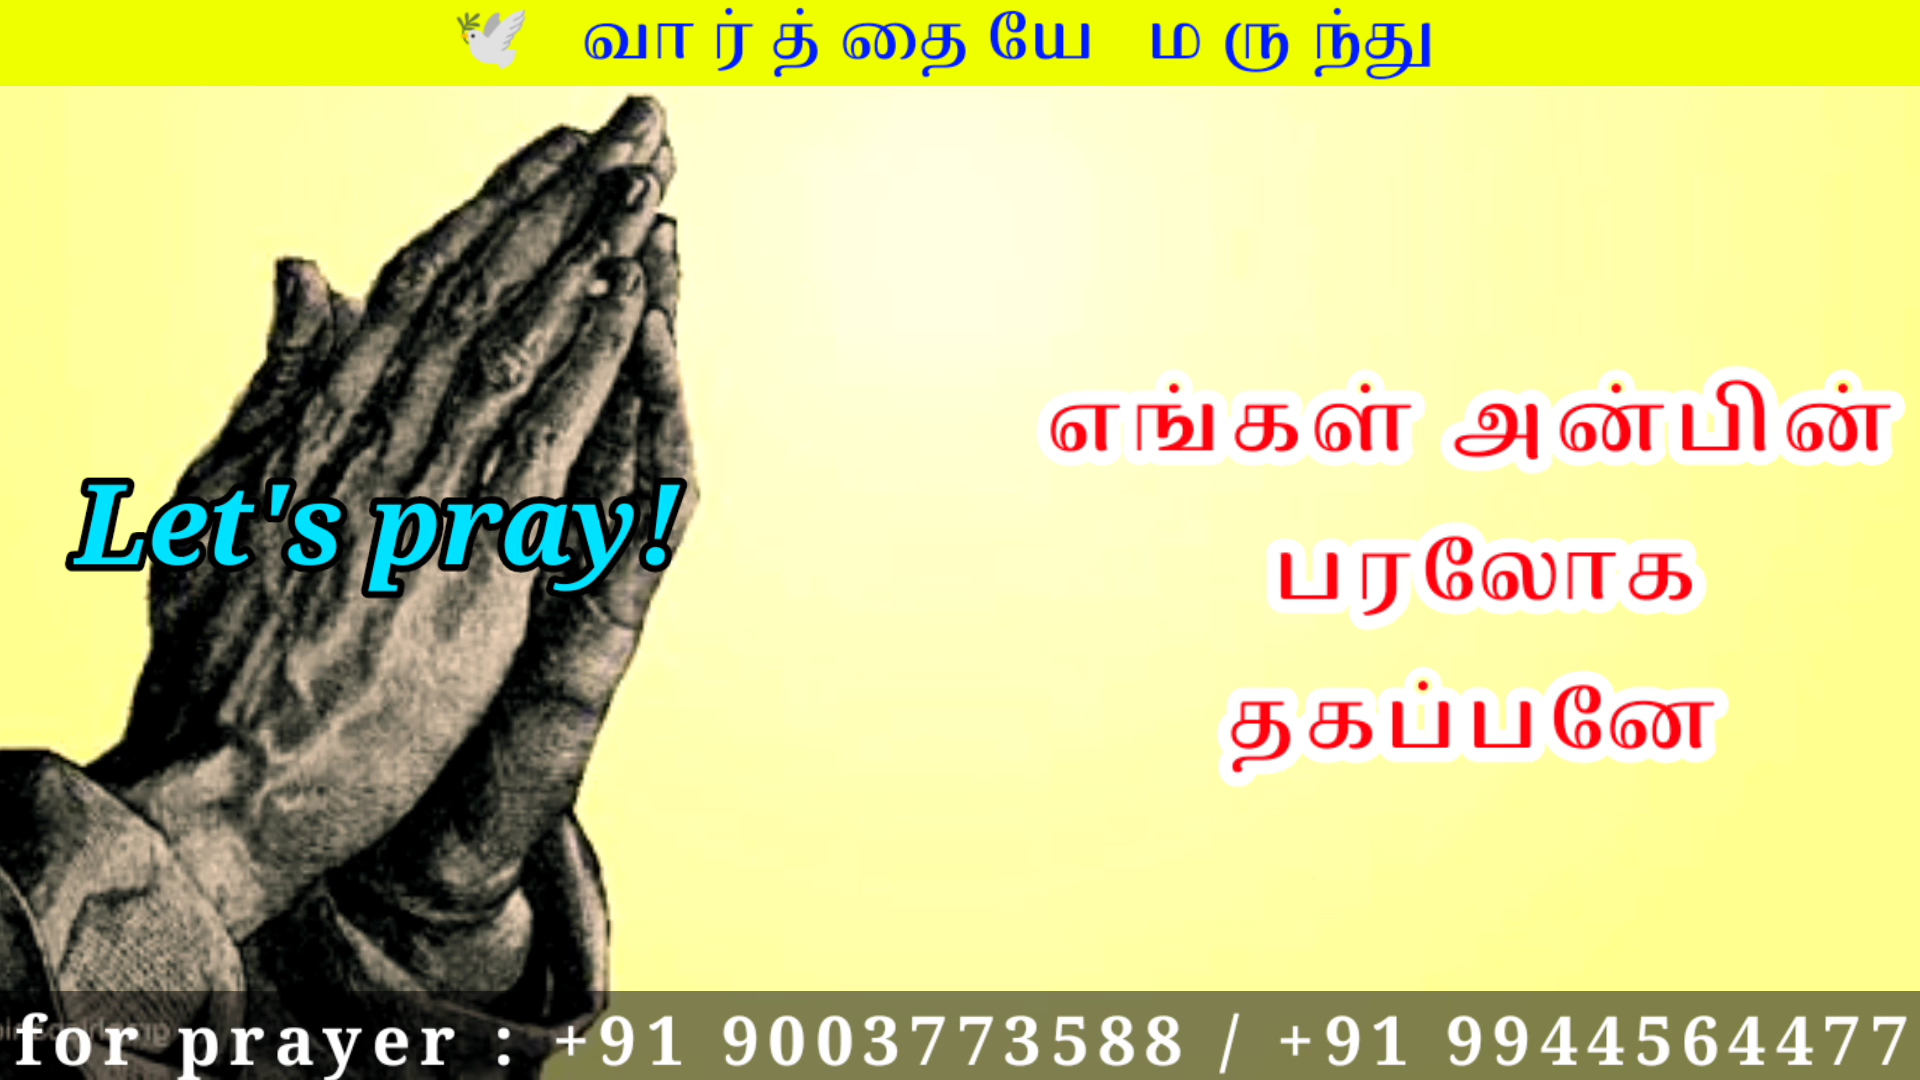 🕊️ வார்த்தையே மருந்து
எங்கள் அன்பின்
பரலோக
தகப்பனே
Let's pray!
for prayer : +91 9003773588 / +91 9944564477